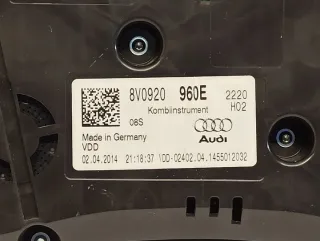 8V0920 960E 2220
Kombiinstrument H02
08S
Made in Germany
VDD
Audi
02.04.2014 21:18:37 \DD-02402.04.1455012032